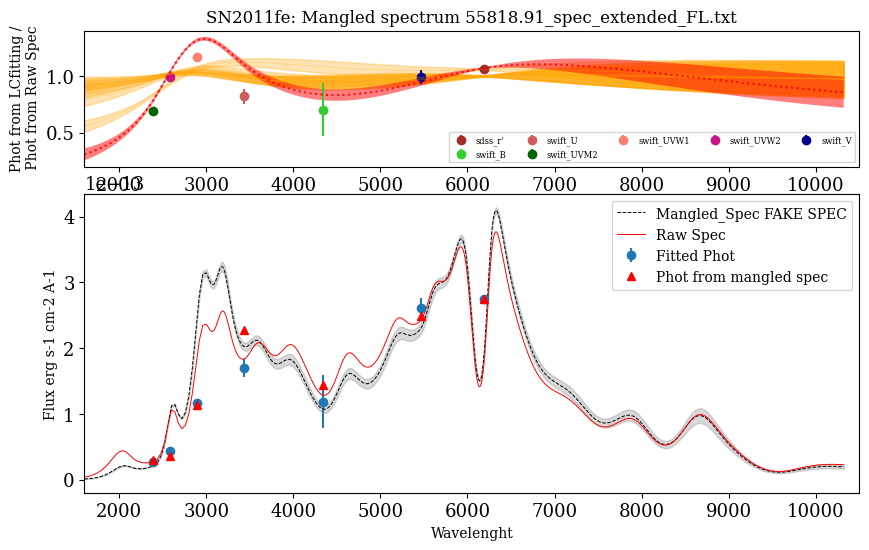 SN2011fe: Mangled spectrum 55818.91_spec_extended_FL.txt
Phot from LCfitting /
Phot from Raw Spec
1.0
0.5
sdss_r'
swift_U
swift_UVW1
swift_UVW2
swift_V
swift_B
swift_UVM2
2000 3000 4000 5000 6000 7000 8000 9000 10000
1e−13
Mangled_Spec FAKE SPEC
Raw Spec
Fitted Phot
Phot from mangled spec
Flux erg s-1 cm-2 A-1
4
3
2
1
0
2000 3000 4000 5000 6000 7000 8000 9000 10000
Wavelenght